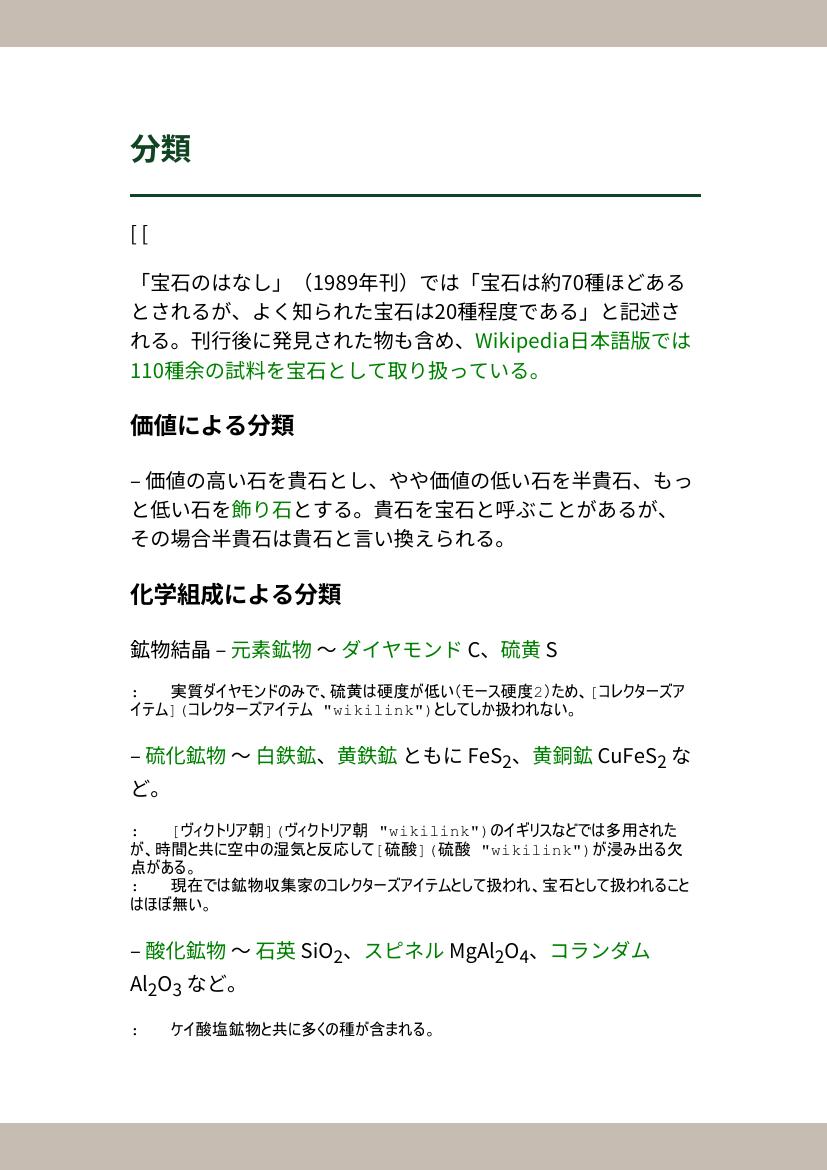 分類
[ [
「宝石のはなし」（1989年刊）では「宝石は約70種ほどある
とされるが、よく知られた宝石は20種程度である」と記述さ
れる。刊行後に発見された物も含め、Wikipedia日本語版では
110種余の試料を宝石として取り扱っている。
価値による分類
– 価値の高い石を貴石とし、やや価値の低い石を半貴石、もっ
と低い石を飾り石とする。貴石を宝石と呼ぶことがあるが、
その場合半貴石は貴石と言い換えられる。
化学組成による分類
鉱物結晶 – 元素鉱物 〜 ダイヤモンド C、硫黄 S
:　　実質ダイヤモンドのみで、硫黄は硬度が低い(モース硬度2)ため、[コレクターズア
イテム](コレクターズアイテム "wikilink")としてしか扱われない。
– 硫化鉱物 〜 白鉄鉱、黄鉄鉱 ともに FeS₂、黄銅鉱 CuFeS₂ な
ど。
:　　[ヴィクトリア朝](ヴィクトリア朝 "wikilink")のイギリスなどでは多用された
が、時間と共に空中の湿気と反応して[硫酸](硫酸 "wikilink")が浸み出る欠
点がある。
:　　現在では鉱物収集家のコレクターズアイテムとして扱われ、宝石として扱われること
はほぼ無い。
– 酸化鉱物 〜 石英 SiO₂、スピネル MgAl₂O₄、コランダム
Al₂O₃ など。
:　　ケイ酸塩鉱物と共に多くの種が含まれる。